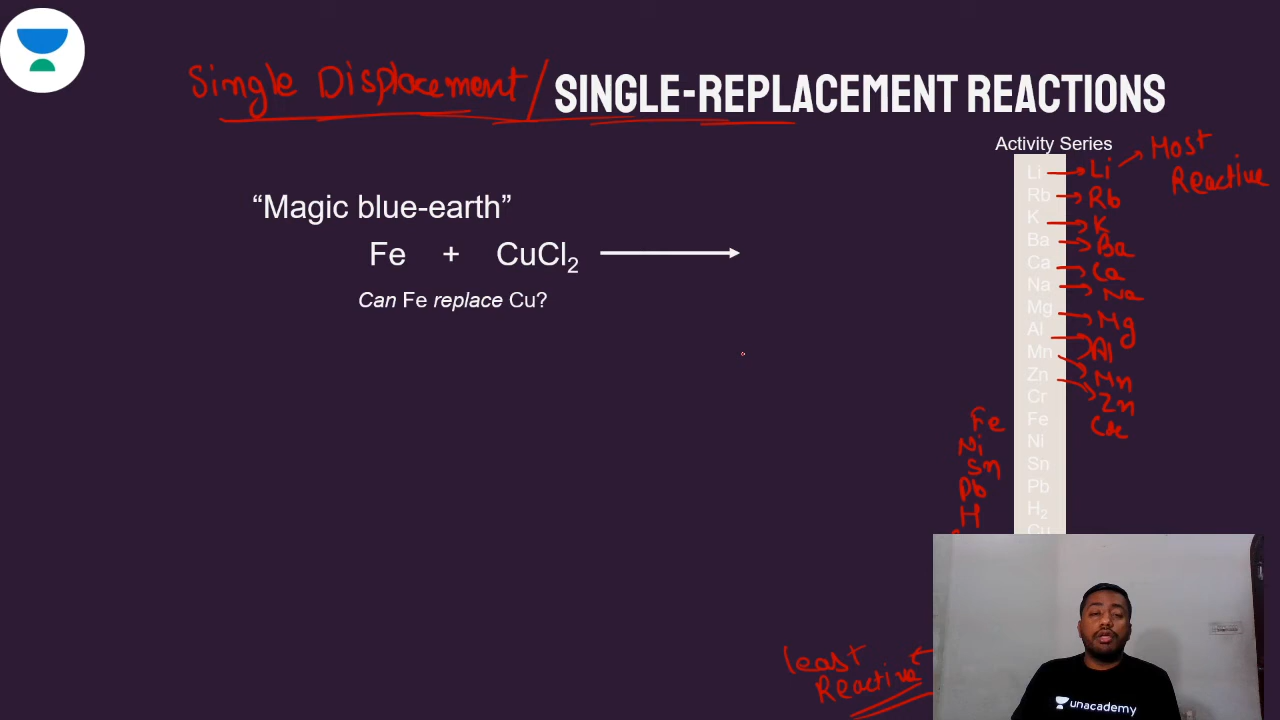 Single Displacement / SINGLE-REPLACEMENT REACTIONS
Activity Series
Most
Reactive
“Magic blue-earth”
Fe + CuCl2
Can Fe replace Cu?
Li Li
Rb Rb
K K
Ba Ba
Ca Ca
Na Na
Mg Mg
Al Al
Mn Mn
Zn Zn
Cr Cr
Fe Fe
Ni Ni
Sn Sn
Pb Pb
H H2
Cu
least
Reactive
unacademy